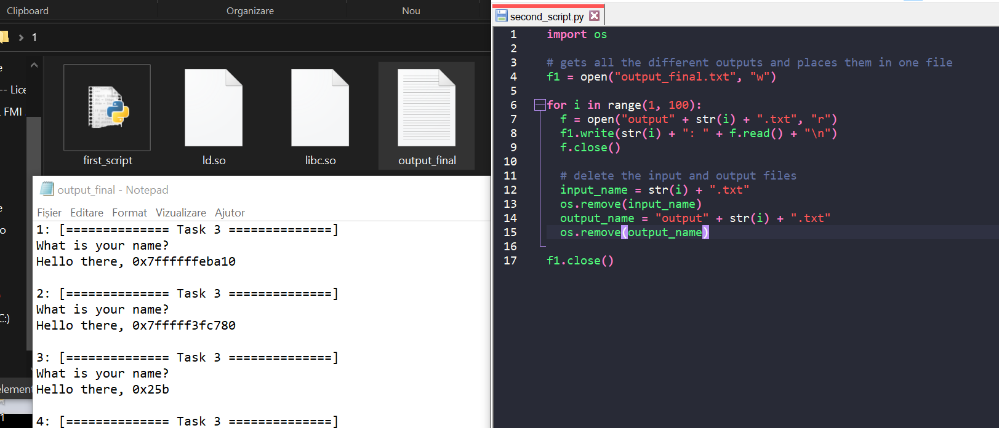 Clipboard
Organizare
Nou
1
-- Lice
FMI
C:)
1
first_script
ld.so
libc.so
output_final
output_final - Notepad
Fișier Editare Format Vizualizare Ajutor
1: [============== Task 3 ==============]
What is your name?
Hello there, 0x7ffffffeba10
2: [============== Task 3 ==============]
What is your name?
Hello there, 0x7fffff3fc780
3: [============== Task 3 ==============]
What is your name?
Hello there, 0x25b
4: [============== Task 3 ==============]
second_script.py
1 import os
2
3 # gets all the different outputs and places them in one file
4 f1 = open("output_final.txt", "w")
5
6 for i in range(1, 100):
7 f = open("output" + str(i) + ".txt", "r")
8 f1.write(str(i) + ": " + f.read() + "\n")
9 f.close()
10
11 # delete the input and output files
12 input_name = str(i) + ".txt"
13 os.remove(input_name)
14 output_name = "output" + str(i) + ".txt"
15 os.remove(output_name)
16
17 f1.close()